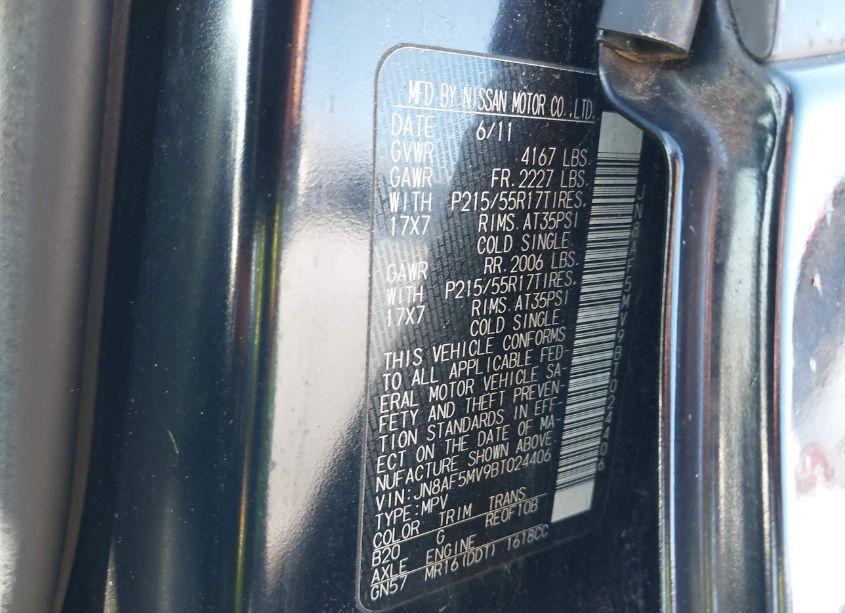 MFD BY NISSAN MOTOR CO.,LTD.
DATE 6/11
GVWR 4167 LBS.
GAWR FR. 2227 LBS.
WITH P215/55R17TIRES.
17X7 RIMS. AT35PSI
COLD SINGLE.
GAWR RR. 2006 LBS.
WITH P215/55R17TIRES.
17X7 RIMS. AT35PSI
COLD SINGLE.
THIS VEHICLE CONFORMS
TO ALL APPLICABLE FED-
ERAL MOTOR VEHICLE SA-
FETY AND THEFT PREVEN-
TION STANDARDS IN EFF-
ECT ON THE DATE OF MA-
NUFACTURE SHOWN ABOVE.
VIN: JN8AF5MV9BT024406
TYPE: MPV
COLOR TRIM TRANS
B20 G RE0F10B
AXLE ENGINE
GN57 MR16(DDT) 1618CC
JN8AF5MV9BT024406